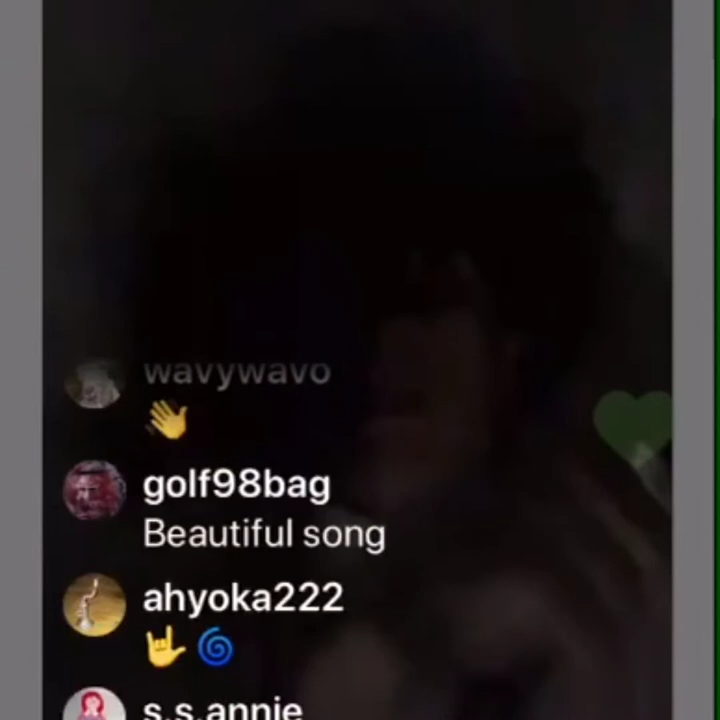 wavywavo
👋
golf98bag
Beautiful song
ahyoka222
🤟🌀
s.s.annie